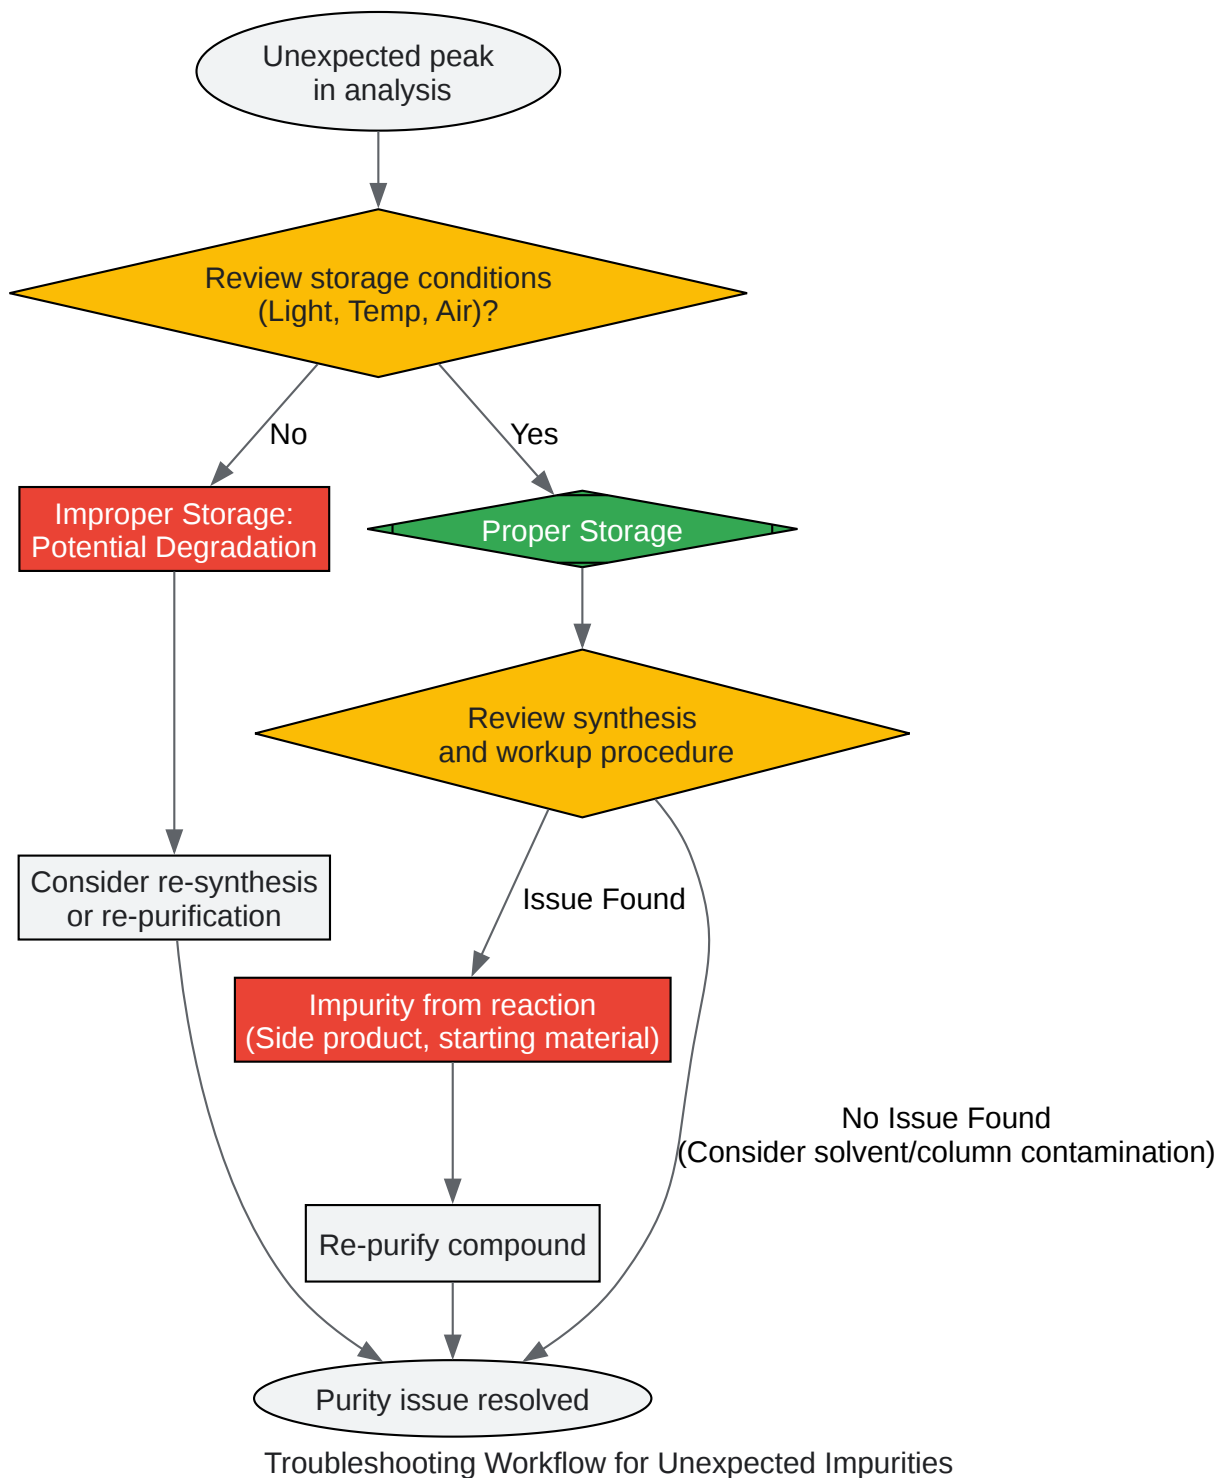 Unexpected peak
in analysis
Review storage conditions
(Light, Temp, Air)?
No
Yes
Improper Storage:
Potential Degradation
Proper Storage
Review synthesis
and workup procedure
Consider re-synthesis
or re-purification
Issue Found
Impurity from reaction
(Side product, starting material)
No Issue Found
(Consider solvent/column contamination)
Re-purify compound
Purity issue resolved
Troubleshooting Workflow for Unexpected Impurities